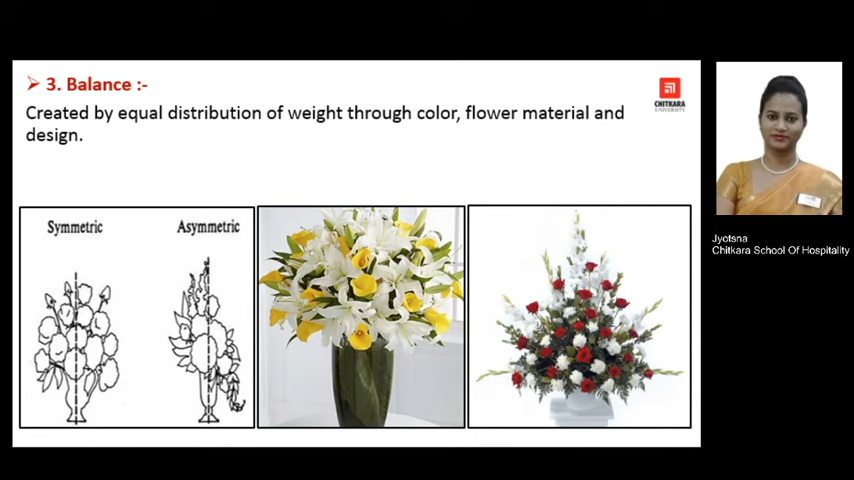 ➢ 3. Balance :-
Created by equal distribution of weight through color, flower material and
design.
CHITKARA
UNIVERSITY
Symmetric
Asymmetric
Jyotsna
Chitkara School Of Hospitality